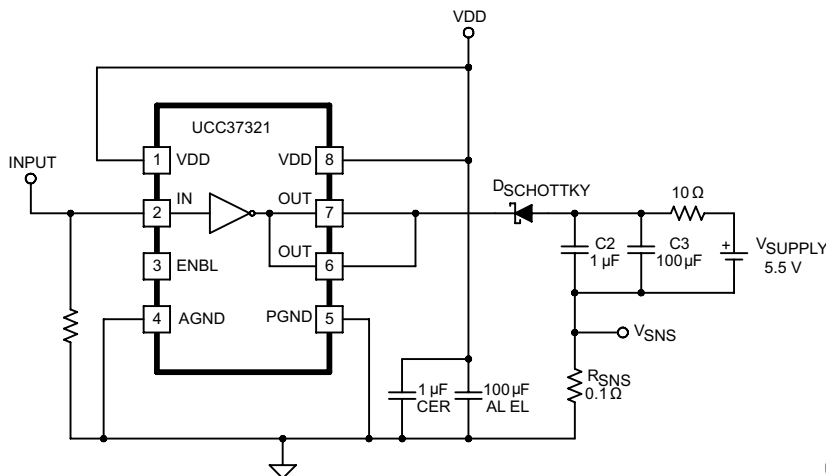 VDD
UCC37321
INPUT
1 VDD
VDD 8
DSCHOTTKY
2 IN
OUT 7
10 Ω
3 ENBL
OUT 6
C2
1 µF
C3
100 µF
+
VSUPPLY
5.5 V
4 AGND
PGND 5
VSNS
1 µF
CER
100 µF
AL EL
RSNS
0.1 Ω